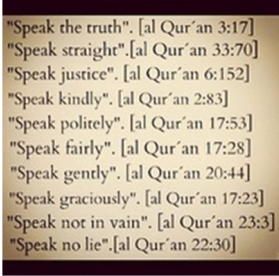 "Speak the truth". [al Qur´an 3:17]
"Speak straight".[al Qur´an 33:70]
"Speak justice". [al Qur´an 6:152]
"Speak kindly". [al Qur´an 2:83]
"Speak politely". [al Qur´an 17:53]
"Speak fairly". [al Qur´an 17:28]
"Speak gently". [al Qur´an 20:44]
"Speak graciously". [al Qur´an 17:23]
"Speak not in vain". [al Qur´an 23:3]
"Speak no lie".[al Qur´an 22:30]